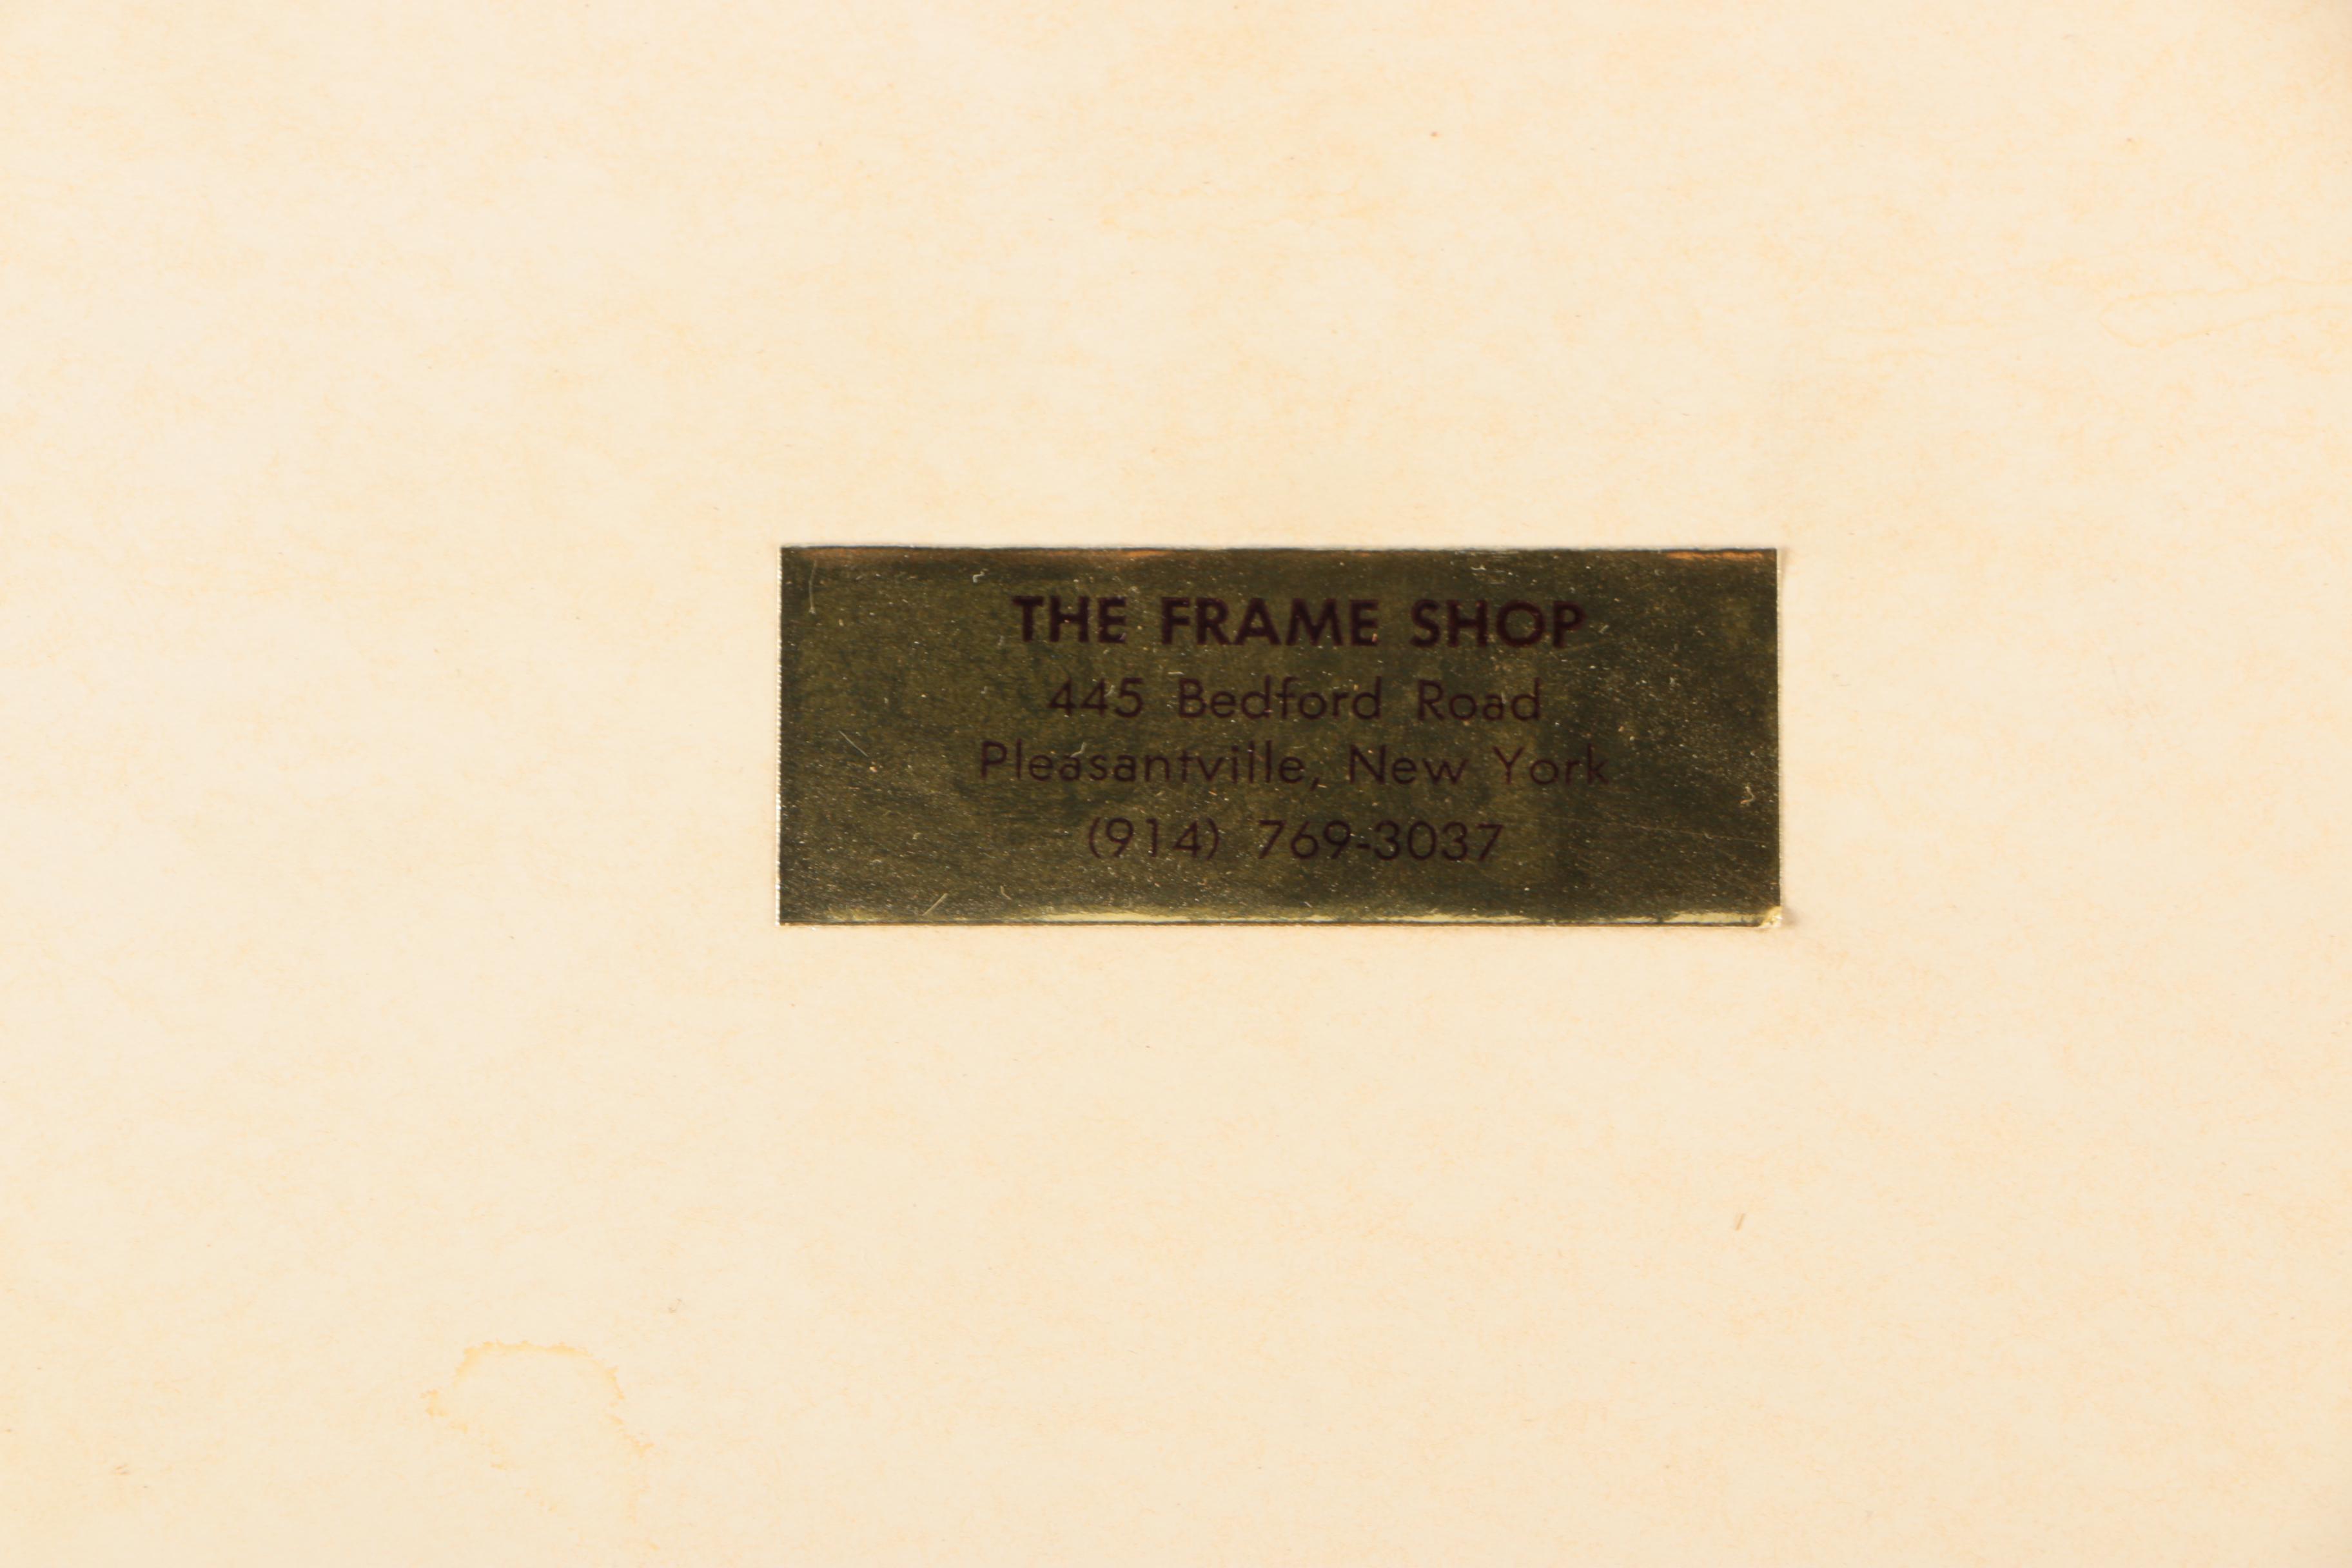 THE FRAME SHOP
445 Bedford Road
Pleasantville, New York
(914) 769-3037